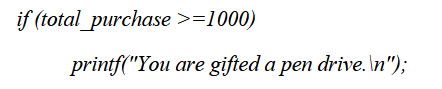 if (total_purchase >=1000)
printf("You are gifted a pen drive.\n");